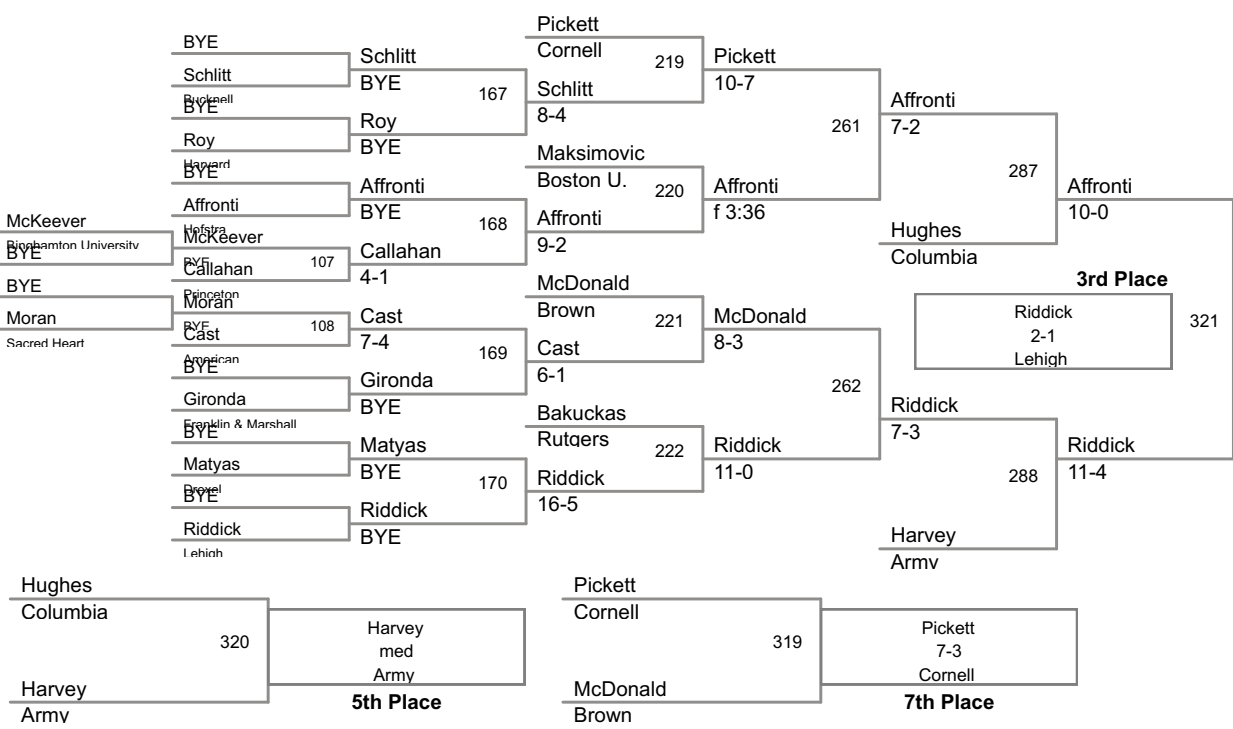 McKeever
Binghamton University
BYE
BYE
Moran
Sacred Heart
BYE
Schlitt
Bucknell
BYE
Roy
Harvard
BYE
Affronti
Hofstra
McKeever
BYE
107
Callahan
Princeton
Moran
BYE
108
Cast
American
BYE
Gironda
Franklin & Marshall
BYE
Matyas
Drexel
BYE
Riddick
Lehigh
Schlitt
BYE
167
Roy
BYE
Affronti
BYE
168
Callahan
4-1
Cast
7-4
169
Gironda
BYE
Matyas
BYE
170
Riddick
BYE
Pickett
Cornell
219
Schlitt
8-4
Maksimovic
Boston U.
220
Affronti
9-2
McDonald
Brown
221
Cast
6-1
Bakuckas
Rutgers
222
Riddick
16-5
Pickett
10-7
261
Affronti
f 3:36
McDonald
8-3
262
Riddick
11-0
Affronti
7-2
287
Hughes
Columbia
Riddick
7-3
288
Harvey
Army
Affronti
10-0
3rd Place
Riddick
2-1
Lehigh
321
Riddick
11-4
Hughes
Columbia
320
Harvey
Army
Harvey
med
Army
5th Place
Pickett
Cornell
319
McDonald
Brown
Pickett
7-3
Cornell
7th Place